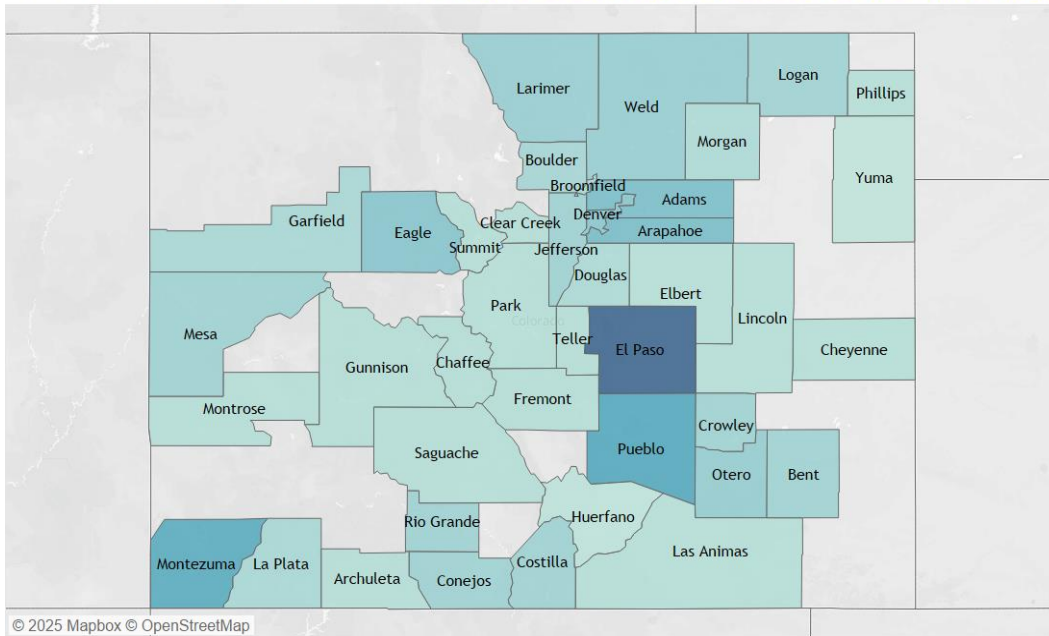 Larimer
Weld
Logan
Phillips
Morgan
Boulder
Yuma
Broomfield
Adams
Denver
Arapahoe
Garfield
Eagle
Clear Creek
Summit
Jefferson
Douglas
Elbert
Park
Colorado
Lincoln
Mesa
Teller
El Paso
Cheyenne
Chaffee
Gunnison
Fremont
Montrose
Crowley
Pueblo
Saguache
Otero
Bent
Rio Grande
Huerfano
Las Animas
Montezuma
La Plata
Costilla
Archuleta
Conejos
© 2025 Mapbox © OpenStreetMap